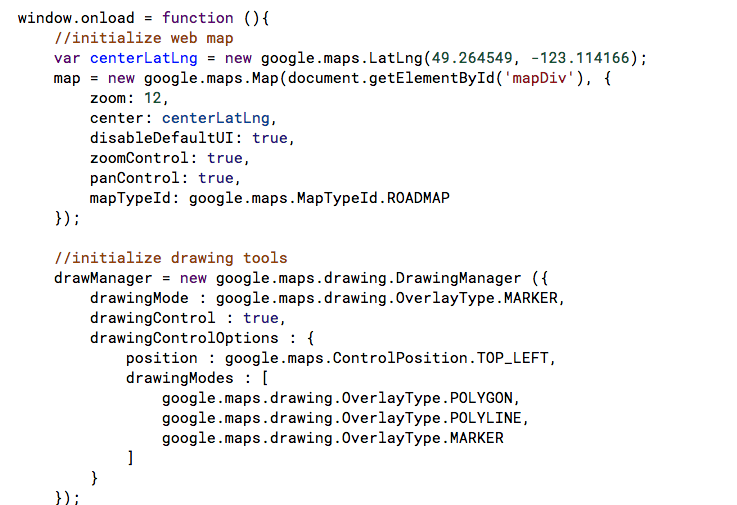 window.onload = function (){
    //initialize web map
    var centerLatLng = new google.maps.LatLng(49.264549, -123.114166);
    map = new google.maps.Map(document.getElementById('mapDiv'), {
        zoom: 12,
        center: centerLatLng,
        disableDefaultUI: true,
        zoomControl: true,
        panControl: true,
        mapTypeId: google.maps.MapTypeId.ROADMAP
    });

    //initialize drawing tools
    drawManager = new google.maps.drawing.DrawingManager ({
        drawingMode : google.maps.drawing.OverlayType.MARKER,
        drawingControl : true,
        drawingControlOptions : {
            position : google.maps.ControlPosition.TOP_LEFT,
            drawingModes : [
                google.maps.drawing.OverlayType.POLYGON,
                google.maps.drawing.OverlayType.POLYLINE,
                google.maps.drawing.OverlayType.MARKER
            ]
        }
    });